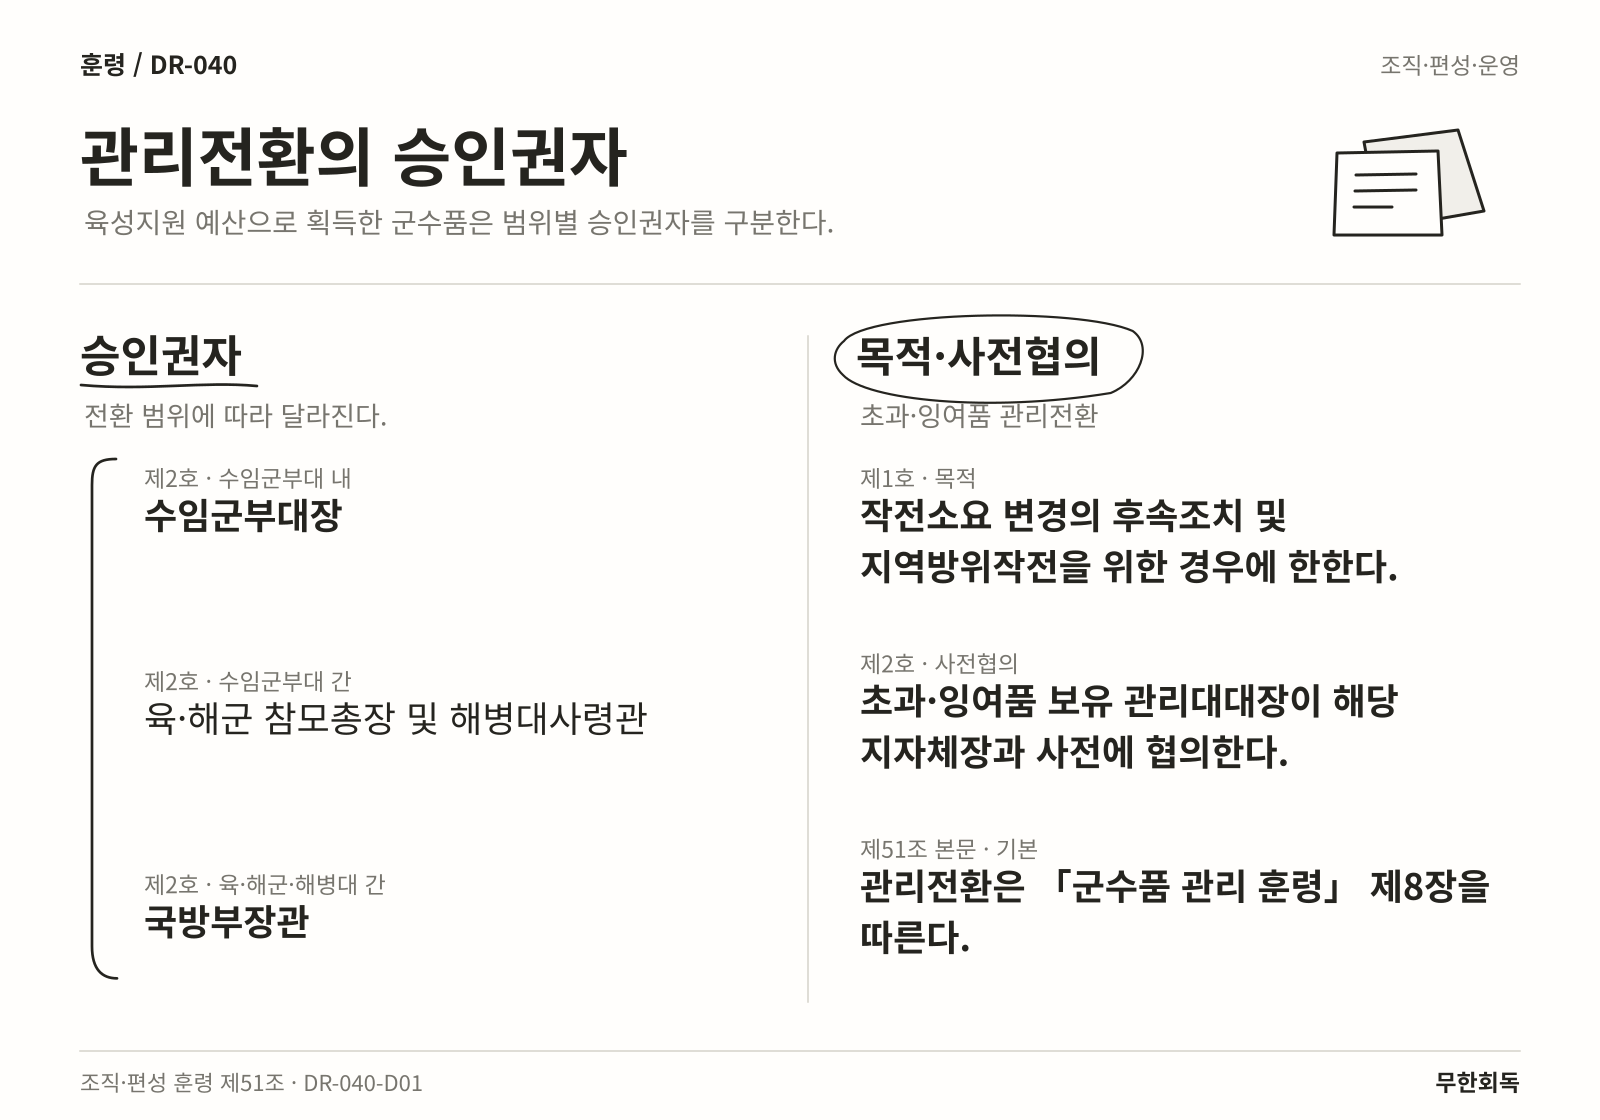 훈령 / DR-040
조직·편성·운영
관리전환의 승인권자
육성지원 예산으로 획득한 군수품은 범위별 승인권자를 구분한다.
승인권자
전환 범위에 따라 달라진다.
제2호 · 수임군부대 내
수임군부대장
제2호 · 수임군부대 간
육·해군 참모총장 및 해병대사령관
제2호 · 육·해군·해병대 간
국방부장관
목적·사전협의
초과·잉여품 관리전환
제1호 · 목적
작전소요 변경의 후속조치 및
지역방위작전을 위한 경우에 한한다.
제2호 · 사전협의
초과·잉여품 보유 관리대대장이 해당
지자체장과 사전에 협의한다.
제51조 본문 · 기본
관리전환은 「군수품 관리 훈령」 제8장을
따른다.
조직·편성 훈령 제51조 · DR-040-D01
무한회독